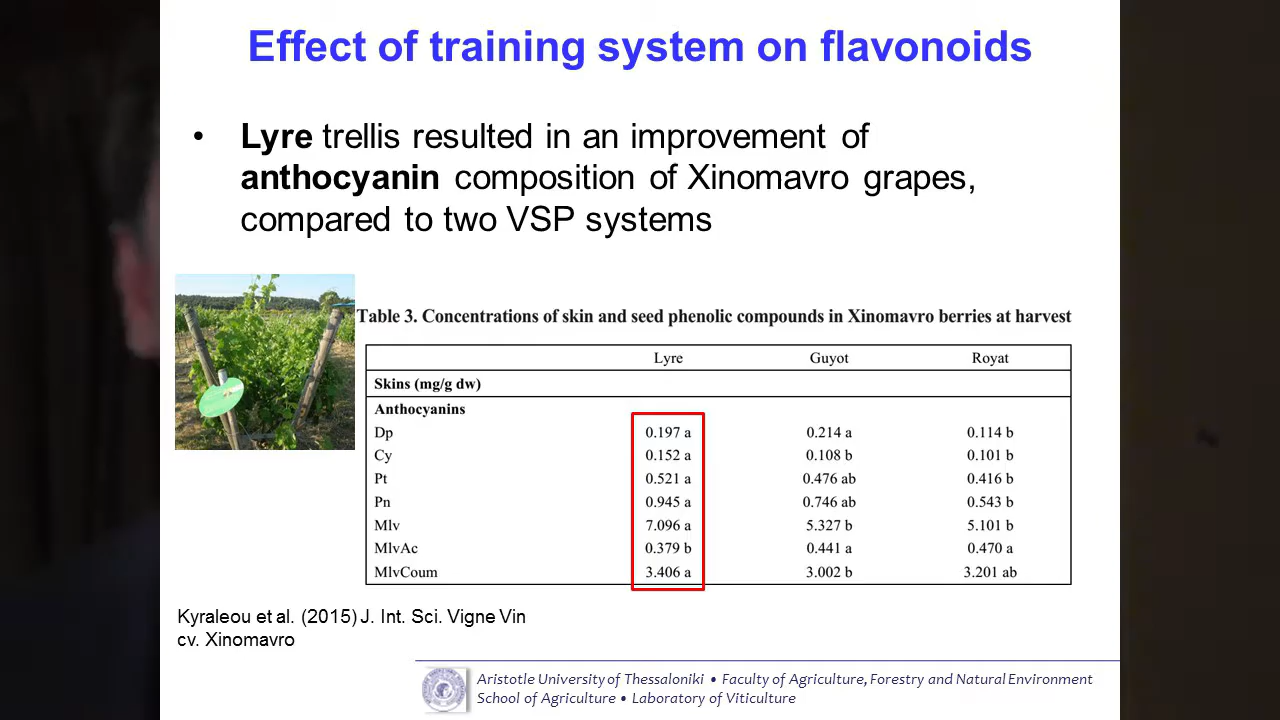 Effect of training system on flavonoids
• Lyre trellis resulted in an improvement of
anthocyanin composition of Xinomavro grapes,
compared to two VSP systems
Table 3. Concentrations of skin and seed phenolic compounds in Xinomavro berries at harvest
Lyre Guyot Royat
Skins (mg/g dw)
Anthocyanins
Dp 0.197 a 0.214 a 0.114 b
Cy 0.152 a 0.108 b 0.101 b
Pt 0.521 a 0.476 ab 0.416 b
Pn 0.945 a 0.746 ab 0.543 b
Mlv 7.096 a 5.327 b 5.101 b
MlvAc 0.379 b 0.441 a 0.470 a
MlvCoum 3.406 a 3.002 b 3.201 ab
Kyraleou et al. (2015) J. Int. Sci. Vigne Vin
cv. Xinomavro
Aristotle University of Thessaloniki • Faculty of Agriculture, Forestry and Natural Environment
School of Agriculture • Laboratory of Viticulture